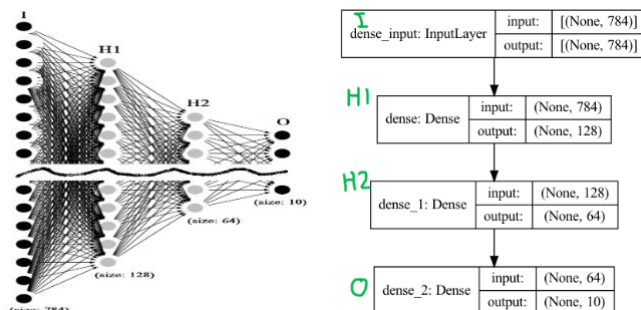 I
H1
H2
O
(size: 10)
(size: 64)
(size: 128)
(size: 784)
I
dense_input: InputLayer
input: [(None, 784)]
output: [(None, 784)]
H1
dense: Dense
input: (None, 784)
output: (None, 128)
H2
dense_1: Dense
input: (None, 128)
output: (None, 64)
O
dense_2: Dense
input: (None, 64)
output: (None, 10)